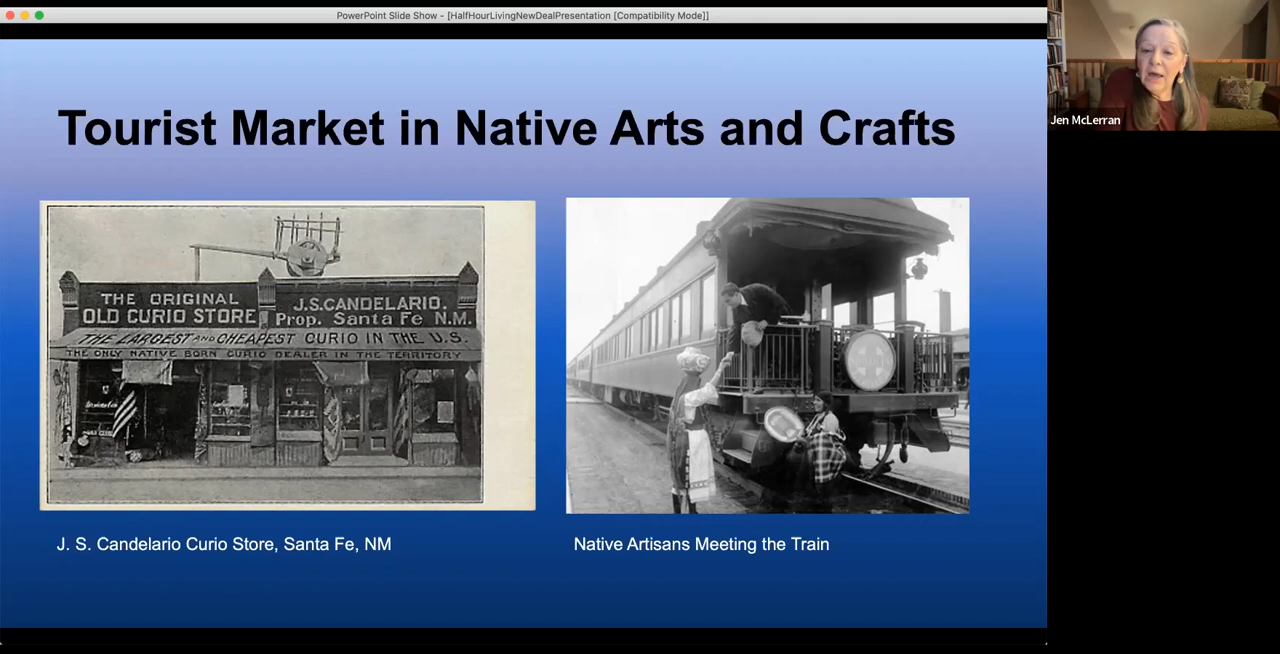 PowerPoint Slide Show - [HalfHourLivingNewDealPresentation [Compatibility Mode]]
Jen McLerran
Tourist Market in Native Arts and Crafts
THE ORIGINAL
OLD CURIO STORE
J.S.CANDELARIO.
Prop. Santa Fe N.M.
THE LARGEST AND CHEAPEST CURIO IN THE U.S.
THE ONLY NATIVE BORN CURIO DEALER IN THE TERRITORY
J. S. Candelario Curio Store, Santa Fe, NM
Native Artisans Meeting the Train